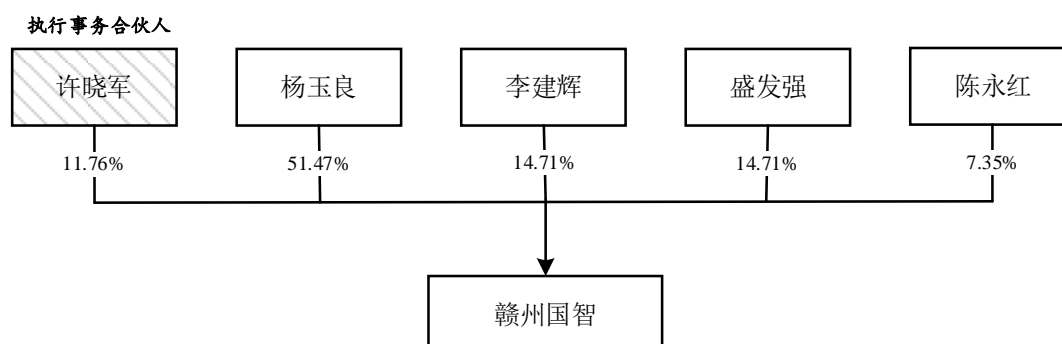 执行事务合伙人
许晓军
杨玉良
李建辉
盛发强
陈永红
11.76%
51.47%
14.71%
14.71%
7.35%
赣州国智